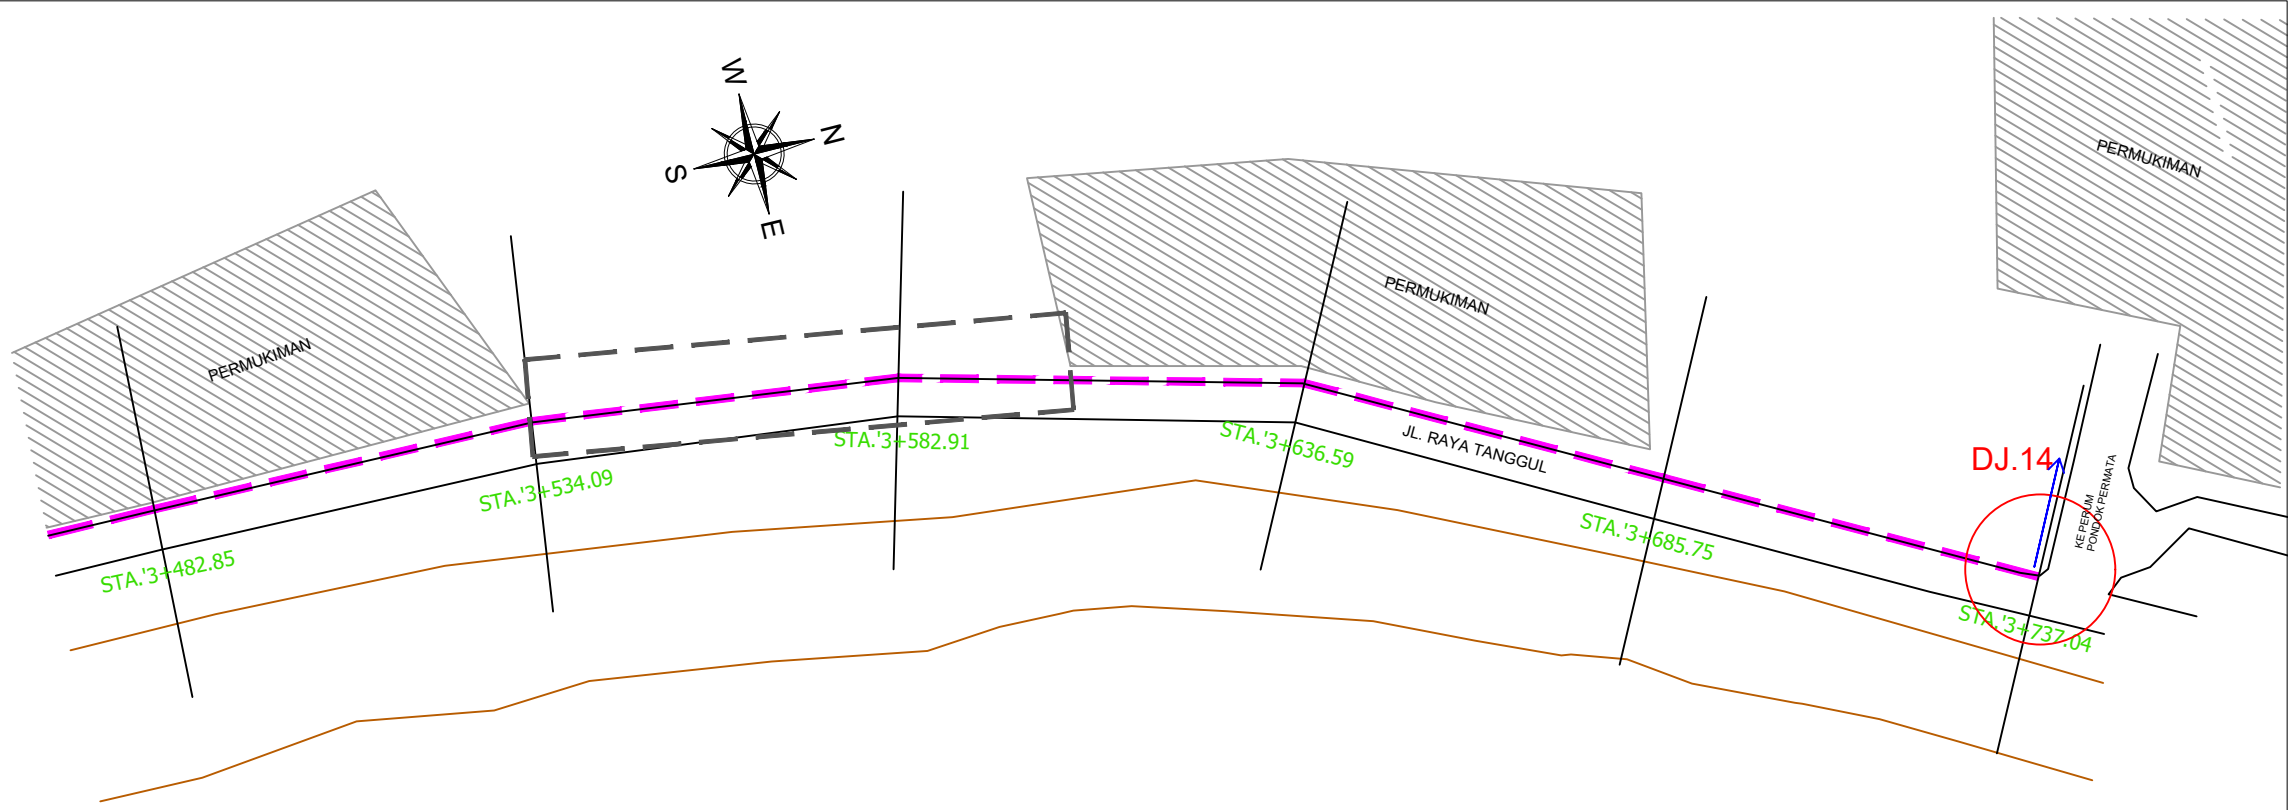 W
N
S
E
PERMUKIMAN
PERMUKIMAN
PERMUKIMAN
JL. RAYA TANGGUL
DJ.14
KE PERUM
PONDOK PERMATA
STA.'3+482.85
STA.'3+534.09
STA.'3+582.91
STA.'3+636.59
STA.'3+685.75
STA.'3+737.04